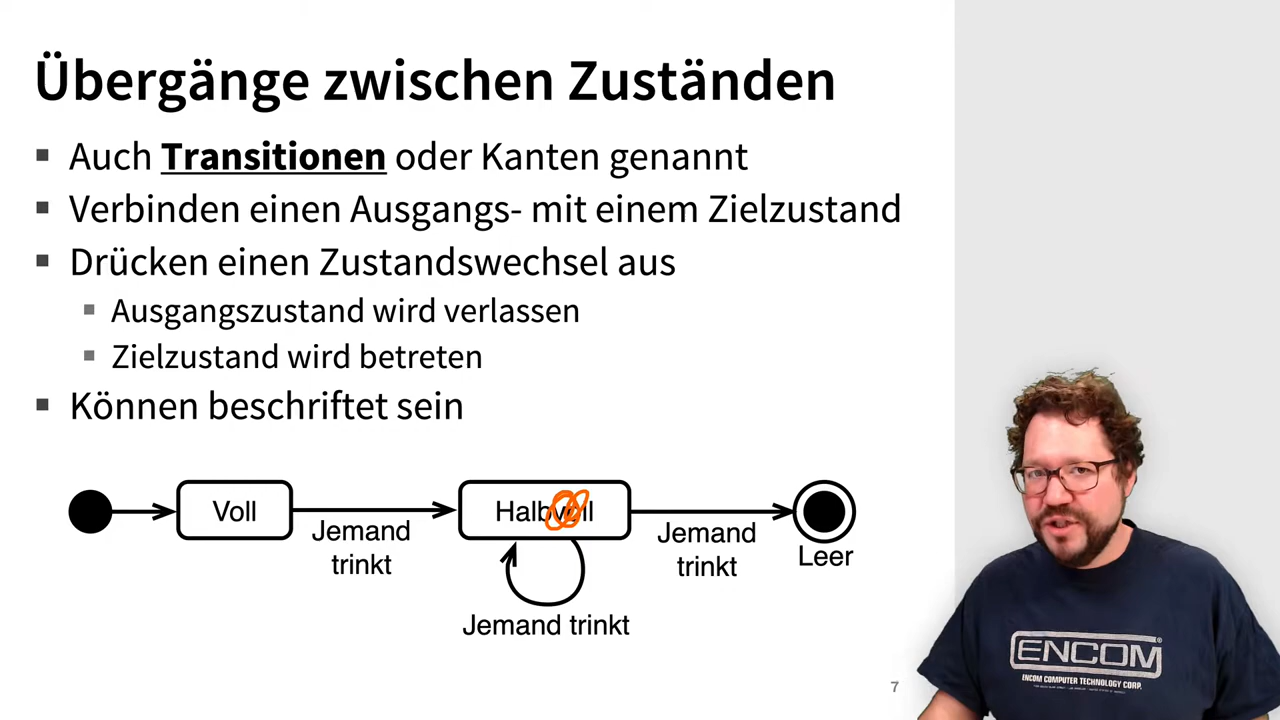 Übergänge zwischen Zuständen
▪ Auch Transitionen oder Kanten genannt
▪ Verbinden einen Ausgangs- mit einem Zielzustand
▪ Drücken einen Zustandswechsel aus
▪ Ausgangszustand wird verlassen
▪ Zielzustand wird betreten
▪ Können beschriftet sein
Voll
Jemand
trinkt
Halbvoll
Jemand trinkt
Jemand
trinkt
Leer
7
ENCOM®
ENCOM COMPUTER TECHNOLOGY CORP.